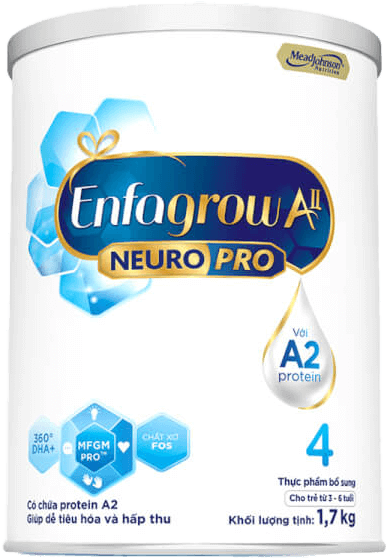 MeadJohnson
Nutrition
Enfagrow AII
NEURO PRO
Với
A2
protein
360°
DHA+
MFGM
PRO™
CHẤT XƠ
FOS
4
Thực phẩm bổ sung
Cho trẻ từ 3 - 6 tuổi
Có chứa protein A2
Giúp dễ tiêu hóa và hấp thu
Khối lượng tịnh: 1,7 kg